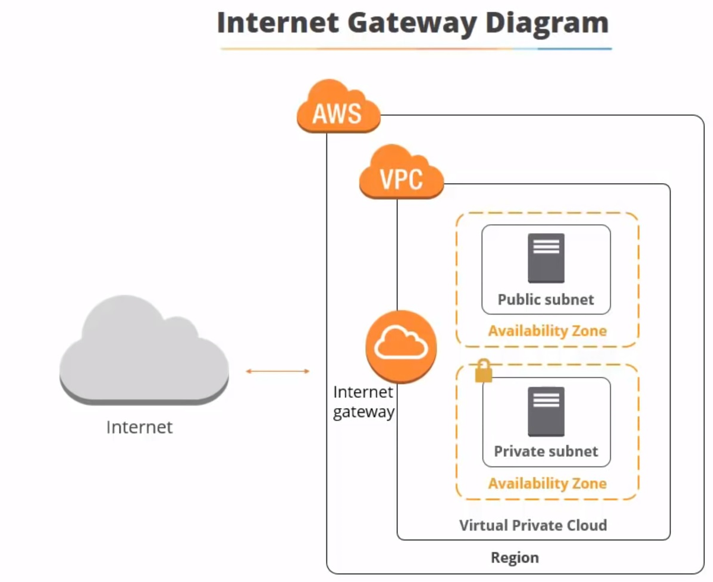 Internet Gateway Diagram
AWS
VPC
Public subnet
Availability Zone
Internet
gateway
Internet
Private subnet
Availability Zone
Virtual Private Cloud
Region